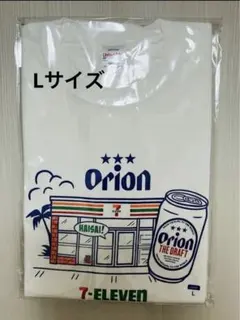 Lサイズ
Orion
7
HAISAI!
Orion
THE DRAFT
7-ELEVEN
L